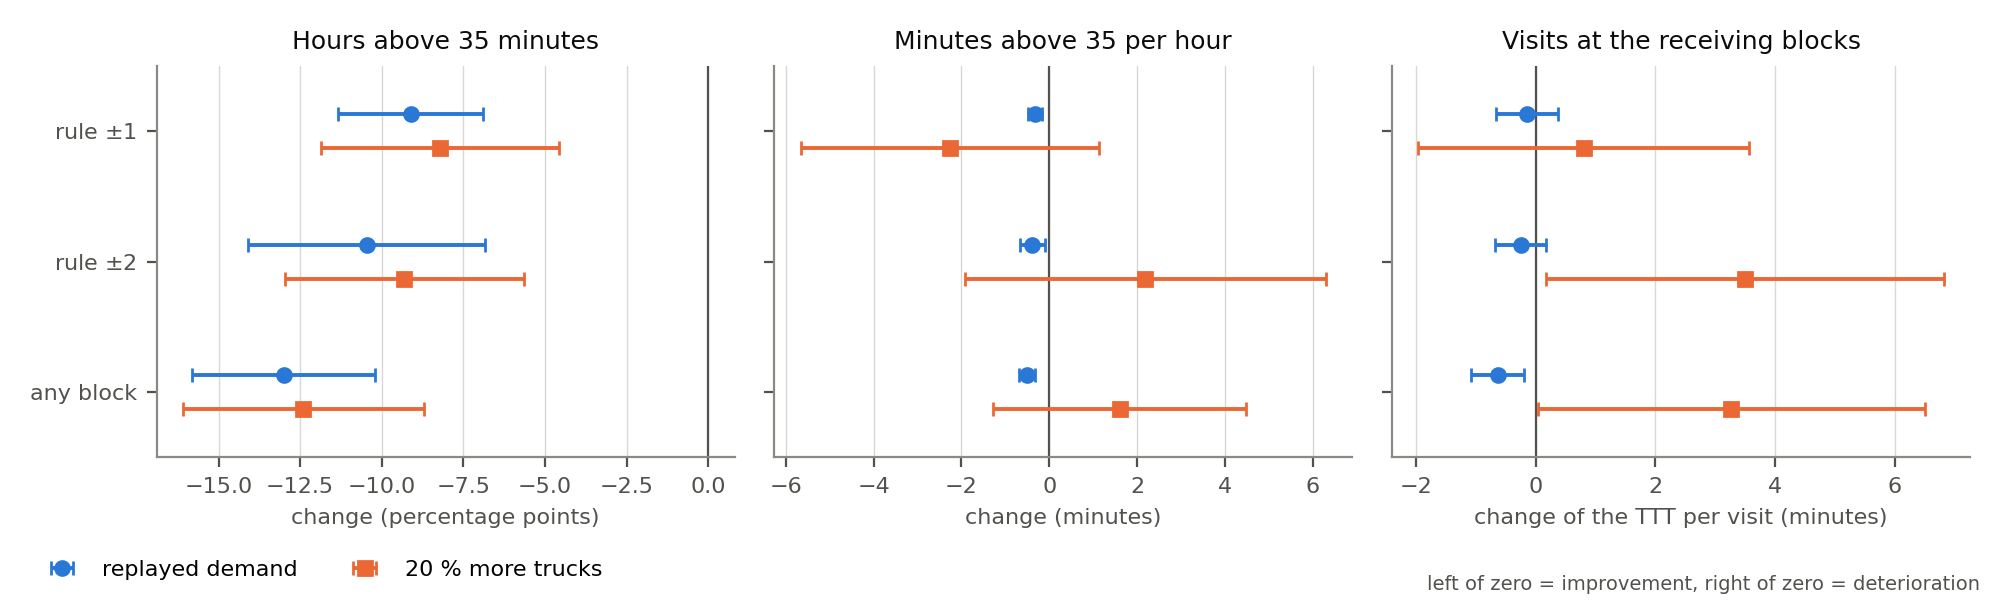 Hours above 35 minutes
Minutes above 35 per hour
Visits at the receiving blocks
rule ±1
rule ±2
any block
−15.0 −12.5 −10.0 −7.5 −5.0 −2.5 0.0
−6 −4 −2 0 2 4 6
−2 0 2 4 6
change (percentage points)
change (minutes)
change of the TTT per visit (minutes)
replayed demand
20 % more trucks
left of zero = improvement, right of zero = deterioration